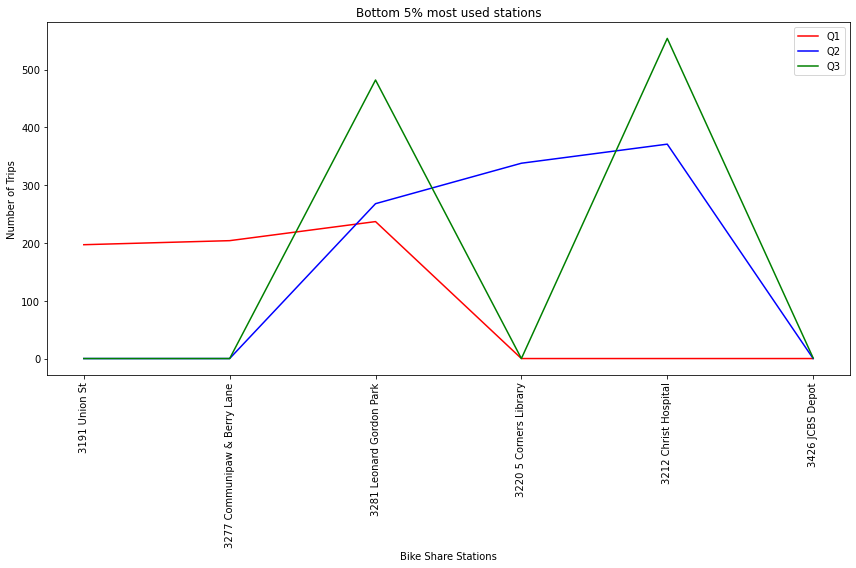 Bottom 5% most used stations
Q1
Q2
Q3
Number of Trips
500
400
300
200
100
0
3191 Union St
3277 Communipaw & Berry Lane
3281 Leonard Gordon Park
3220 5 Corners Library
3212 Christ Hospital
3426 JCBS Depot
Bike Share Stations